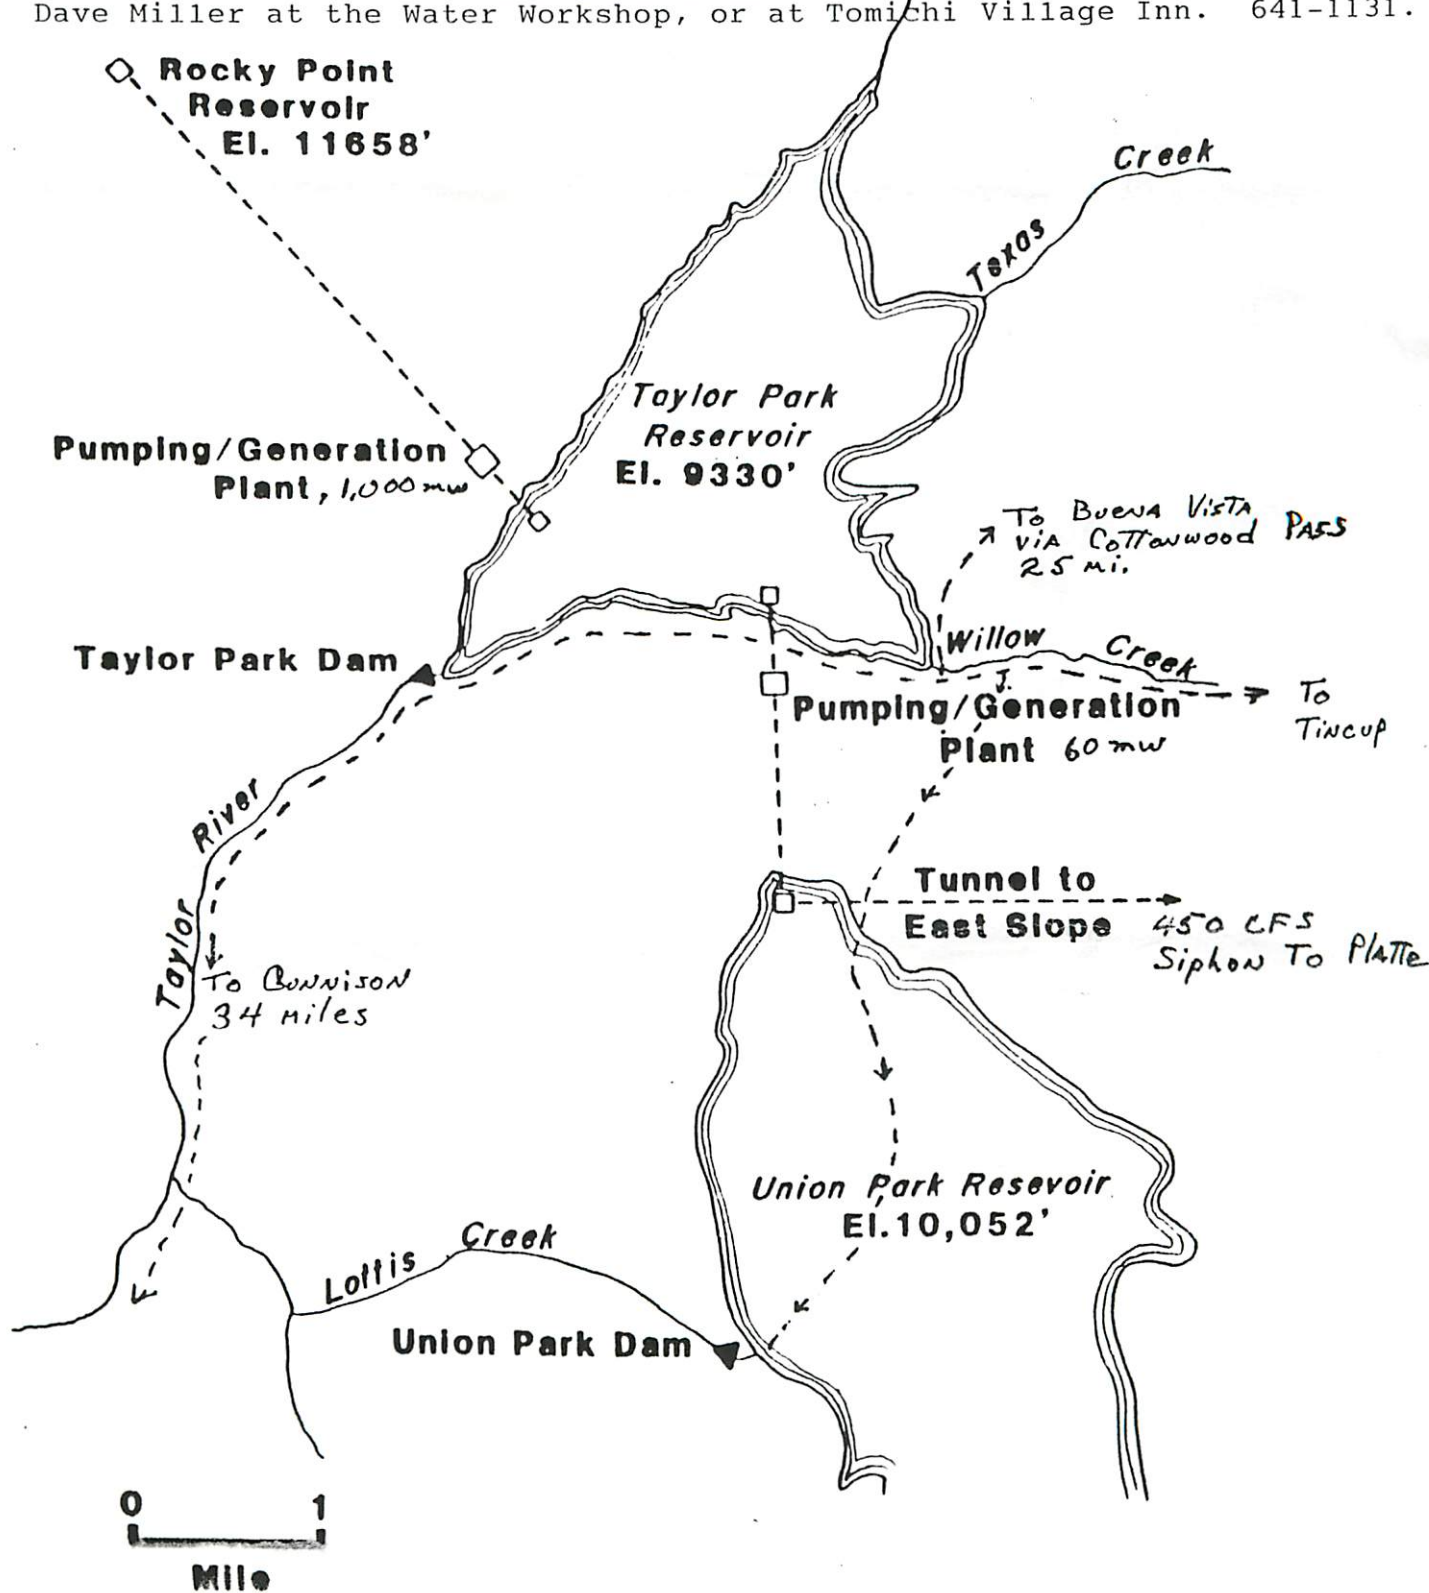 Dave Miller at the Water Workshop, or at Tomichi Village Inn.  641-1131.
Rocky Point
Reservoir
El. 11658'
Creek
Texas
Taylor Park
Reservoir
El. 9330'
Pumping/Generation
Plant, 1,000 mw
To Buena Vista
via Cottonwood Pass
25 mi.
Taylor Park Dam
Willow Creek
To
Tincup
Pumping/Generation
Plant 60 mw
River
Taylor
Tunnel to
East Slope
450 CFS
Siphon To Platte
To Gunnison
34 miles
Union Park Resevoir
El.10,052'
Lottis Creek
Union Park Dam
0 1
Mile